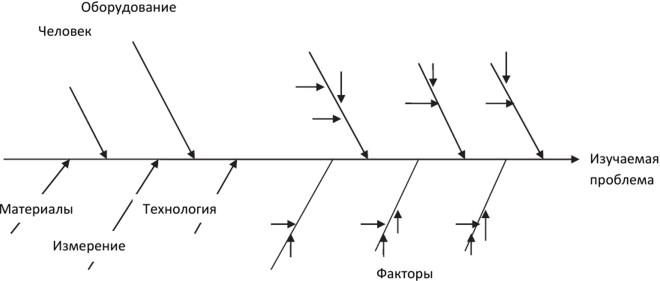 Оборудование
Человек
Изучаемая
проблема
Материалы
Технология
Измерение
Факторы